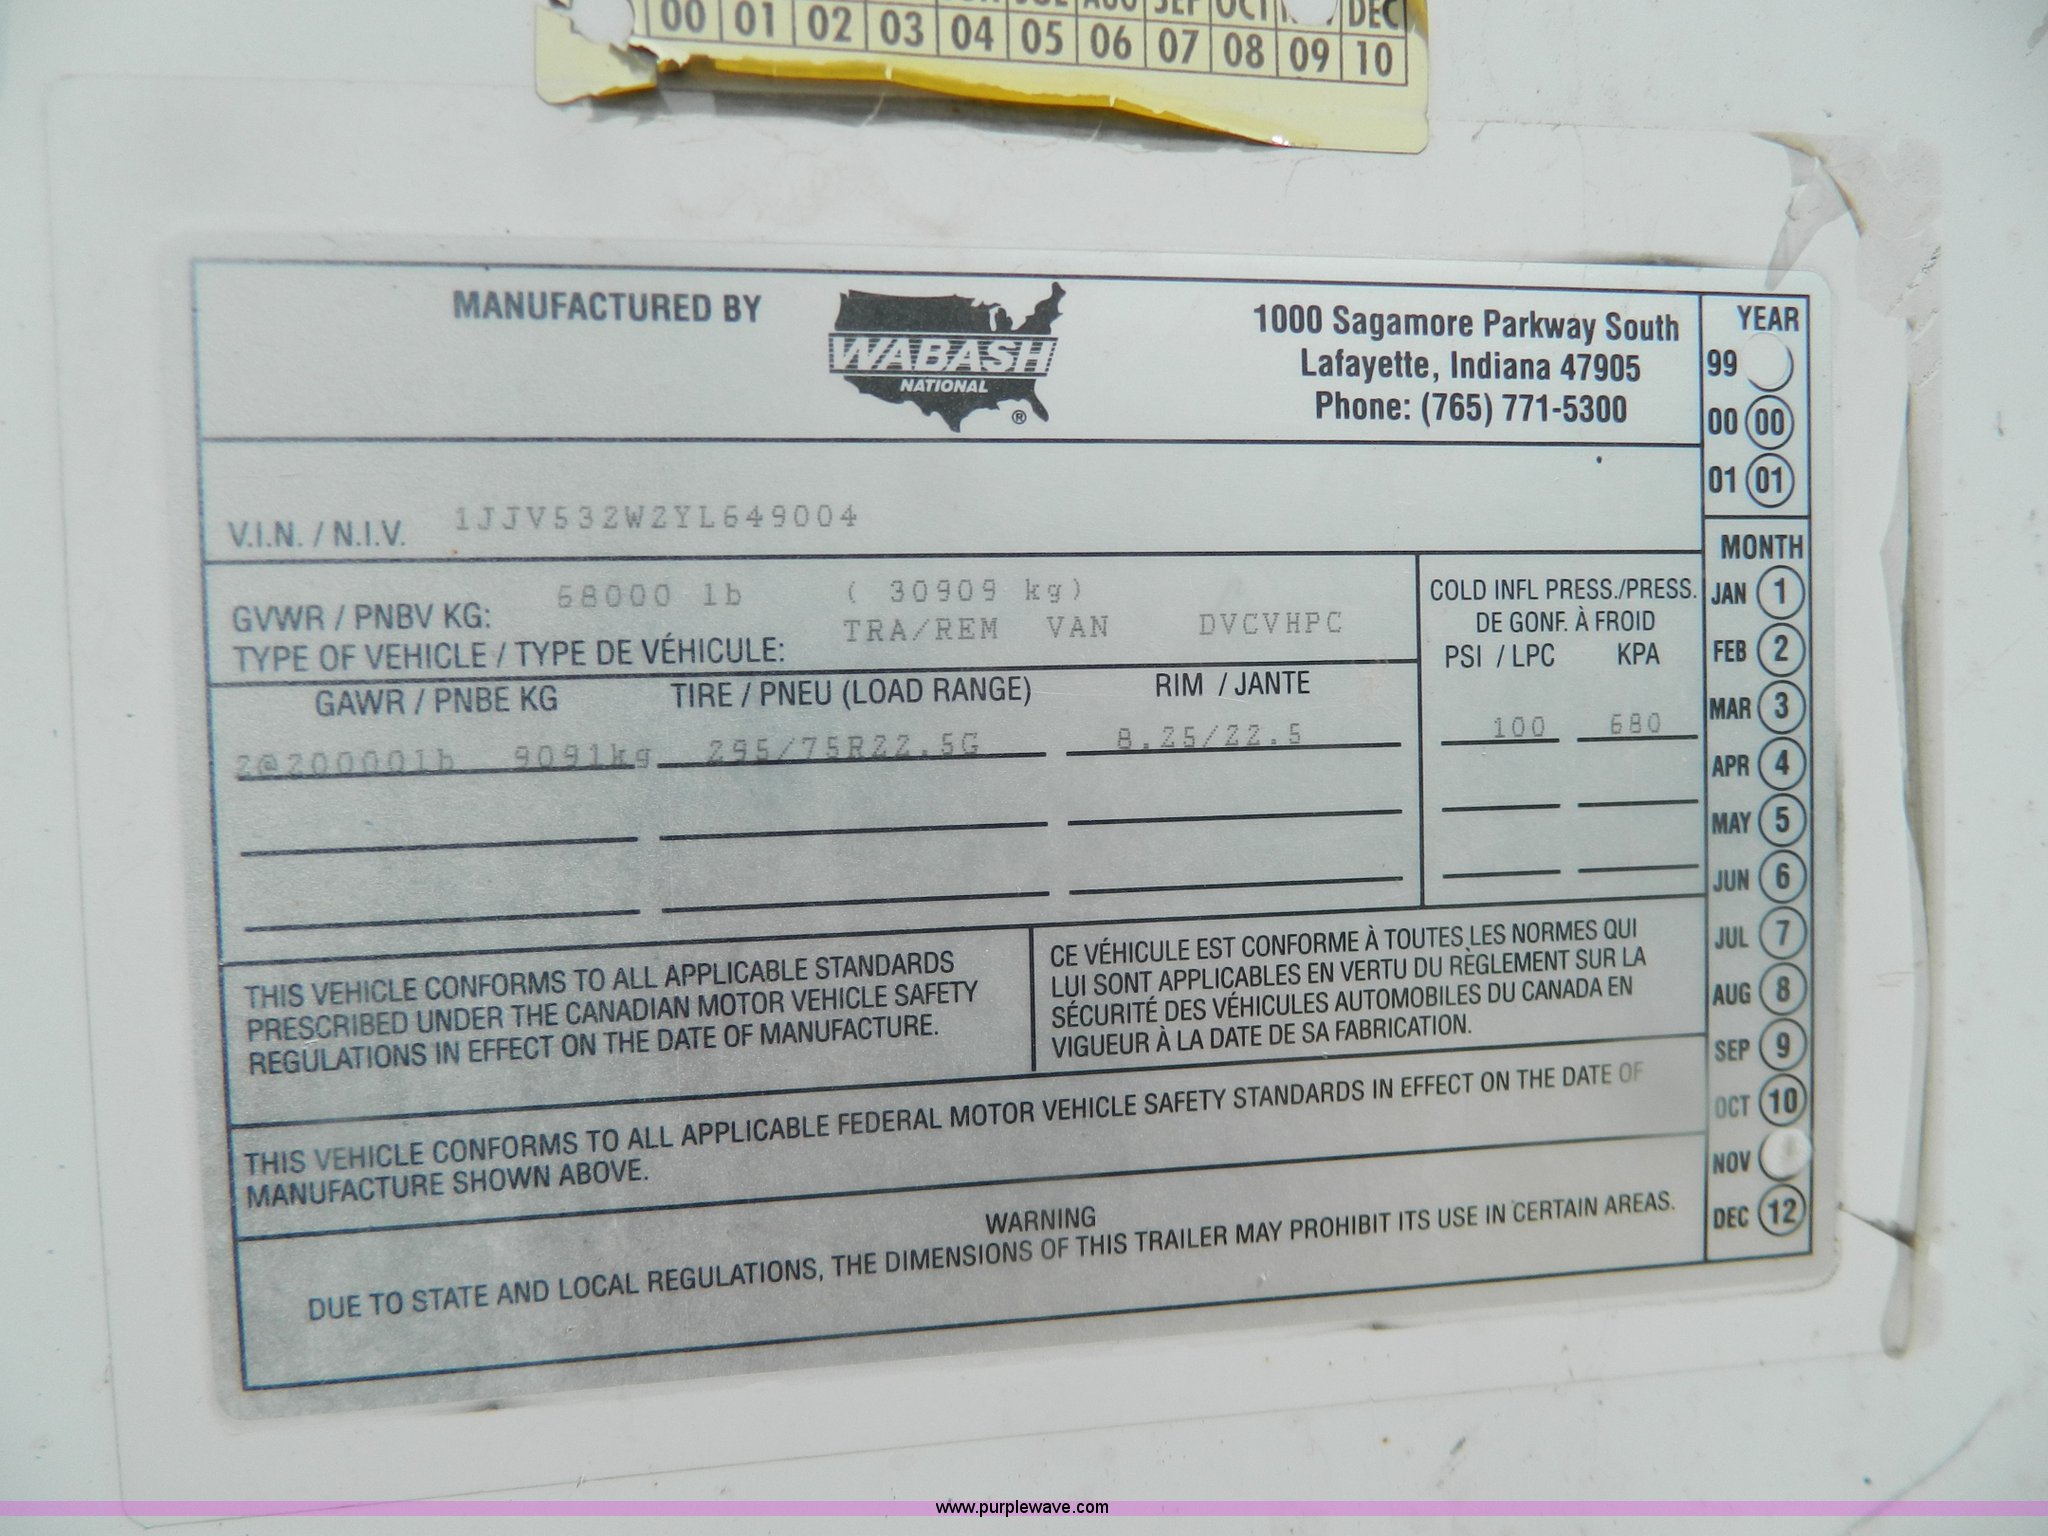 DEC
00 01 02 03 04 05 06 07 08 09 10
MANUFACTURED BY
WABASH
NATIONAL
®
1000 Sagamore Parkway South
Lafayette, Indiana 47905
Phone: (765) 771-5300
YEAR
99
00 00
01 01
V.I.N. / N.I.V. 1JJV532W2YL649004
GVWR / PNBV KG: 68000 lb ( 30909 kg)
TYPE OF VEHICLE / TYPE DE VÉHICULE: TRA/REM VAN DVCVHPC
COLD INFL PRESS./PRESS.
DE GONF. À FROID
PSI / LPC KPA
GAWR / PNBE KG TIRE / PNEU (LOAD RANGE) RIM / JANTE
2@20000lb 9091kg 295/75R22.5G 8.25/22.5 100 680
MONTH
JAN 1
FEB 2
MAR 3
APR 4
MAY 5
JUN 6
JUL 7
AUG 8
SEP 9
OCT 10
NOV
DEC 12
THIS VEHICLE CONFORMS TO ALL APPLICABLE STANDARDS
PRESCRIBED UNDER THE CANADIAN MOTOR VEHICLE SAFETY
REGULATIONS IN EFFECT ON THE DATE OF MANUFACTURE.
CE VÉHICULE EST CONFORME À TOUTES LES NORMES QUI
LUI SONT APPLICABLES EN VERTU DU RÈGLEMENT SUR LA
SÉCURITÉ DES VÉHICULES AUTOMOBILES DU CANADA EN
VIGUEUR À LA DATE DE SA FABRICATION.
THIS VEHICLE CONFORMS TO ALL APPLICABLE FEDERAL MOTOR VEHICLE SAFETY STANDARDS IN EFFECT ON THE DATE OF
MANUFACTURE SHOWN ABOVE.
WARNING
DUE TO STATE AND LOCAL REGULATIONS, THE DIMENSIONS OF THIS TRAILER MAY PROHIBIT ITS USE IN CERTAIN AREAS.
www.purplewave.com